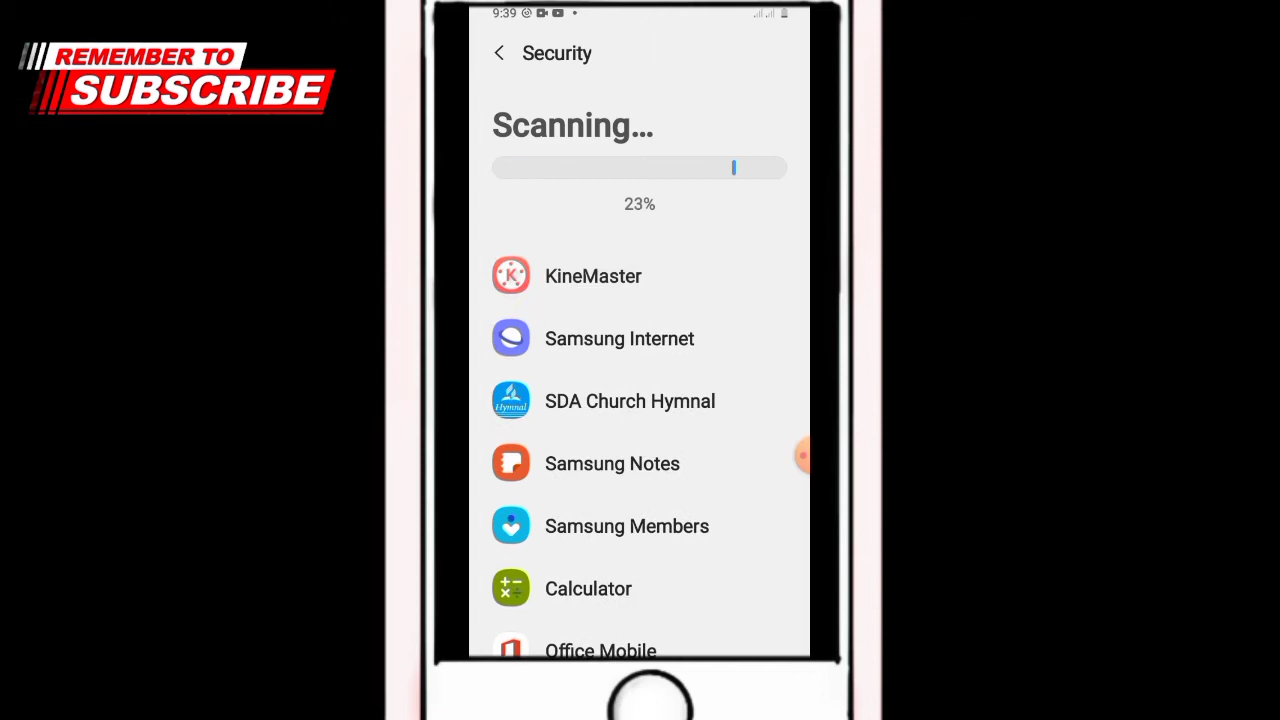 REMEMBER TO
SUBSCRIBE
9:39
Security
Scanning...
23%
K
KineMaster
Samsung Internet
Hymnal
SDA Church Hymnal
Samsung Notes
Samsung Members
Calculator
Office Mobile